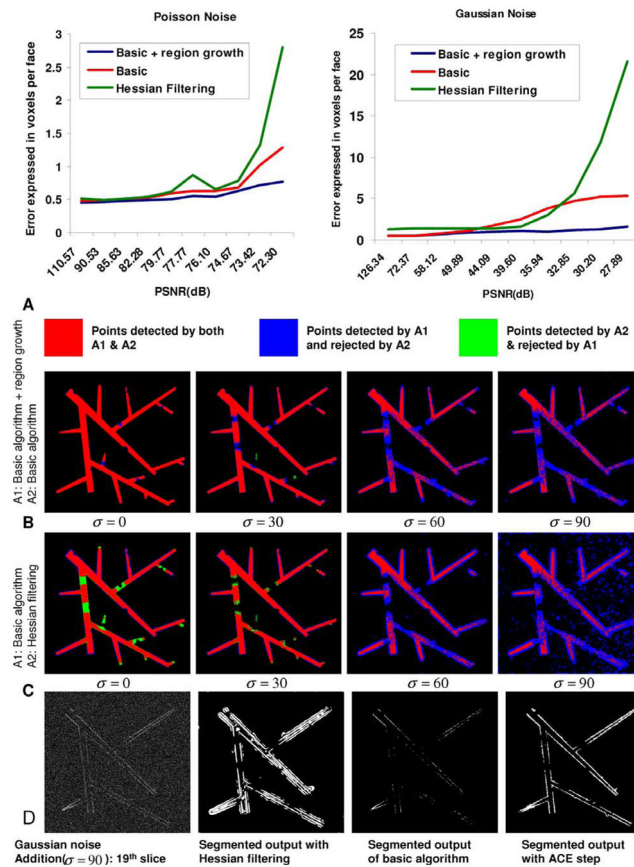 Poisson Noise
Gaussian Noise
Error expressed in voxels per face
3
2.5
2
1.5
1
0.5
0
Basic + region growth
Basic
Hessian Filtering
110.57
90.53
85.63
82.28
79.77
77.77
76.10
74.67
73.42
72.30
PSNR(dB)
Error expressed in voxels per face
25
20
15
10
5
0
Basic + region growth
Basic
Hessian Filtering
126.34
72.37
58.12
49.89
44.09
39.60
35.94
32.85
30.20
27.89
PSNR(dB)
A
Points detected by both
A1 & A2
Points detected by A1
and rejected by A2
Points detected by A2
& rejected by A1
A1: Basic algorithm + region growth
A2: Basic algorithm
B
σ = 0
σ = 30
σ = 60
σ = 90
A1: Basic algorithm
A2: Hessian filtering
C
σ = 0
σ = 30
σ = 60
σ = 90
D
Gaussian noise
Addition(σ = 90): 19th slice
Segmented output with
Hessian filtering
Segmented output
of basic algorithm
Segmented output
with ACE step